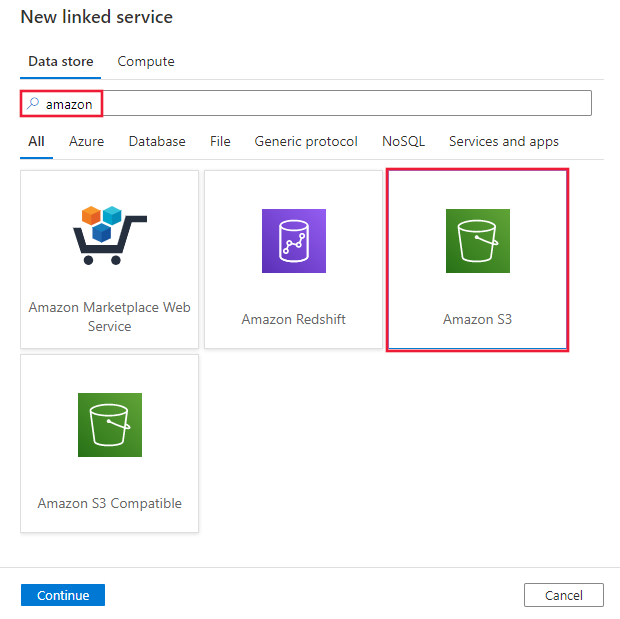 New linked service
Data store Compute
amazon
All Azure Database File Generic protocol NoSQL Services and apps
Amazon Marketplace Web
Service
Amazon Redshift
Amazon S3
Amazon S3 Compatible
Continue Cancel